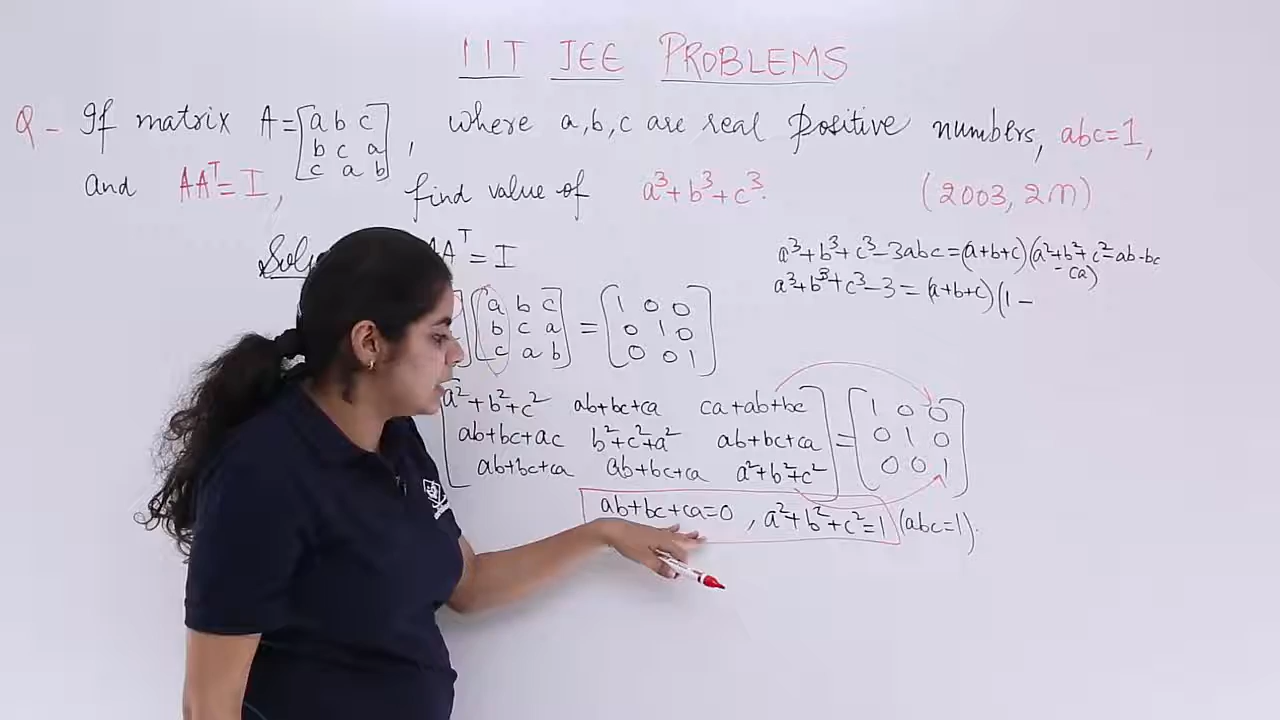 IIT JEE PROBLEMS
Q - If matrix A = [a b c
b c a
c a b], where a, b, c are real positive numbers, abc=1,
and AAᵀ = I, find value of a³+b³+c³. (2003, 2M)
Soln AAᵀ = I
a³+b³+c³-3abc = (a+b+c)(a²+b²+c²-ab-bc
-ca)
a³+b³+c³-3 = (a+b+c)(1-
[a b c
b c a
c a b] = [1 0 0
0 1 0
0 0 1]
[a²+b²+c² ab+bc+ca ca+ab+bc
ab+bc+ac b²+c²+a² ab+bc+ca
ab+bc+ca ab+bc+ca a²+b²+c²] = [1 0 0
0 1 0
0 0 1]
ab+bc+ca=0, a²+b²+c²=1 (abc=1).